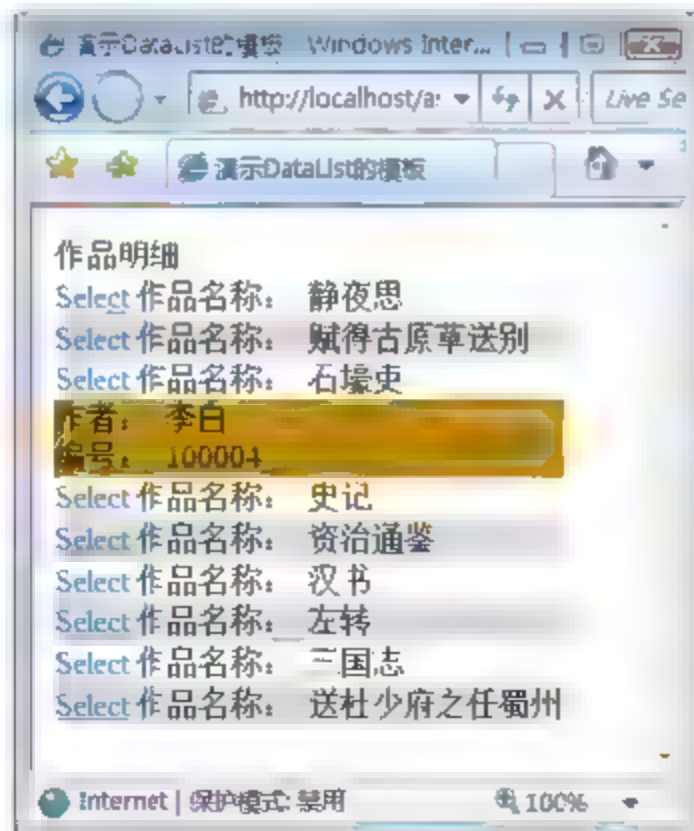 演示DataList的模板 Windows Inter...
http://localhost/a: Live Se
演示DataList的模板
作品明细
Select 作品名称: 静夜思
Select 作品名称: 赋得古原草送别
Select 作品名称: 石壕吏
作者: 李白
编号: 100004
Select 作品名称: 史记
Select 作品名称: 资治通鉴
Select 作品名称: 汉书
Select 作品名称: 左转
Select 作品名称: 三国志
Select 作品名称: 送杜少府之任蜀州
Internet | 保护模式: 禁用 100%